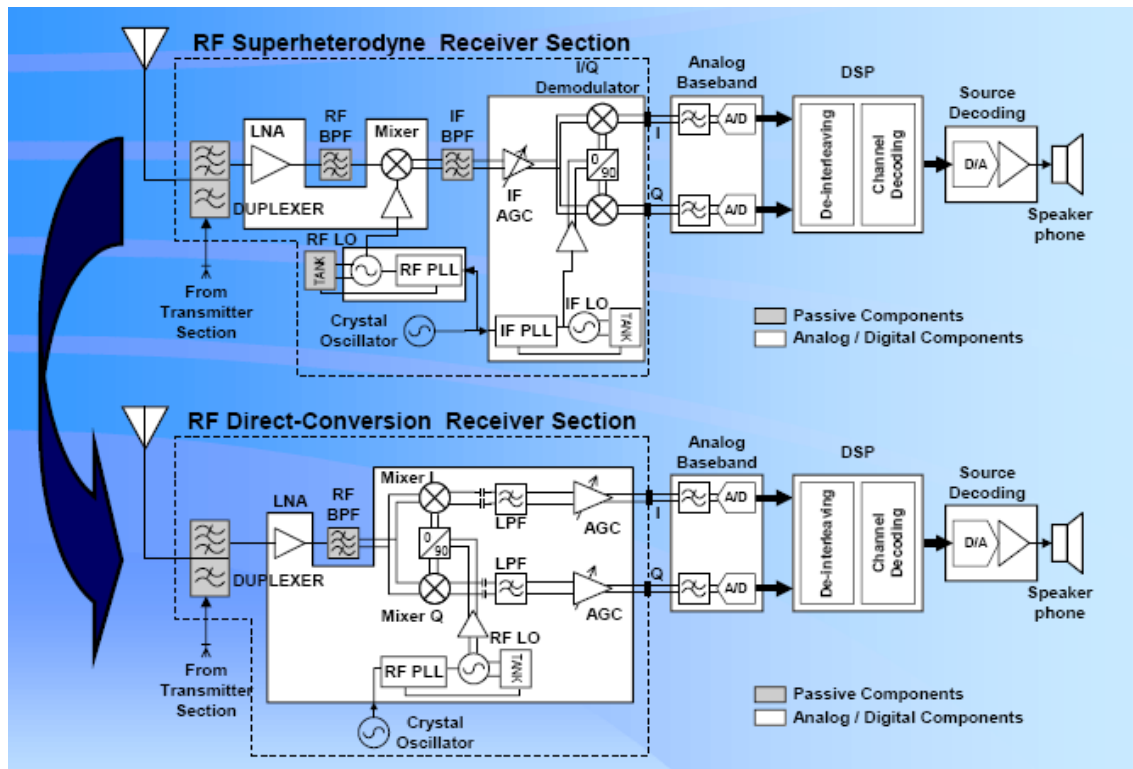 RF Superheterodyne Receiver Section
I/Q
Demodulator
Analog
Baseband
DSP
Source
Decoding
LNA
RF
BPF
Mixer
IF
BPF
0
90
IF
AGC
I
Q
A/D
A/D
De-interleaving
Channel
Decoding
D/A
Speaker
phone
DUPLEXER
From
Transmitter
Section
RF LO
TANK
RF PLL
Crystal
Oscillator
IF PLL
IF LO
TANK
Passive Components
Analog / Digital Components
RF Direct-Conversion Receiver Section
Analog
Baseband
DSP
Source
Decoding
LNA
RF
BPF
Mixer I
0
90
Mixer Q
LPF
LPF
AGC
AGC
I
Q
A/D
A/D
De-interleaving
Channel
Decoding
D/A
Speaker
phone
DUPLEXER
From
Transmitter
Section
RF LO
RF PLL
TANK
Crystal
Oscillator
Passive Components
Analog / Digital Components